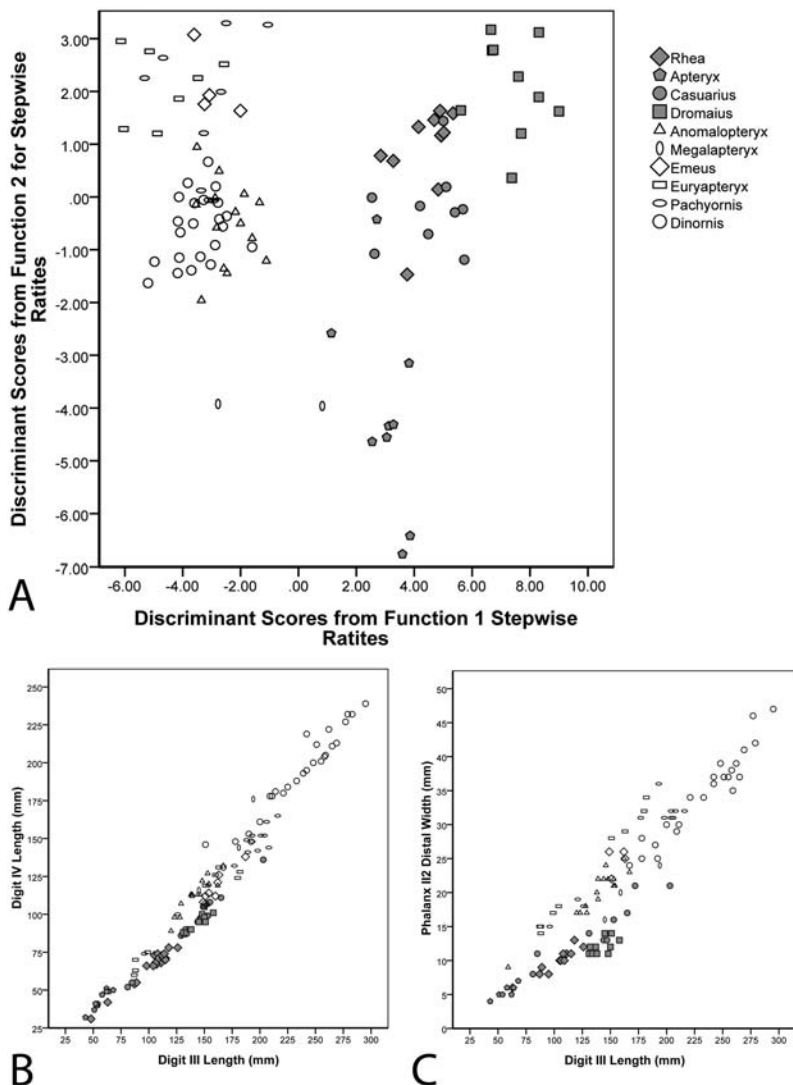 3.00
2.00
1.00
.00
-1.00
-2.00
-3.00
-4.00
-5.00
-6.00
-7.00
Discriminant Scores from Function 2 for Stepwise
Ratites
-6.00 -4.00 -2.00 .00 2.00 4.00 6.00 8.00 10.00
Discriminant Scores from Function 1 Stepwise
Ratites
A
Rhea
Apteryx
Casuarius
Dromaius
Anomalopteryx
Megalapteryx
Emeus
Euryapteryx
Pachyornis
Dinornis
250
225
200
175
150
125
100
75
50
25
Digit IV Length (mm)
25 50 75 100 125 150 175 200 225 250 275 300
Digit III Length (mm)
B
50
45
40
35
30
25
20
15
10
5
0
Phalanx II2 Distal Width (mm)
25 50 75 100 125 150 175 200 225 250 275 300
Digit III Length (mm)
C